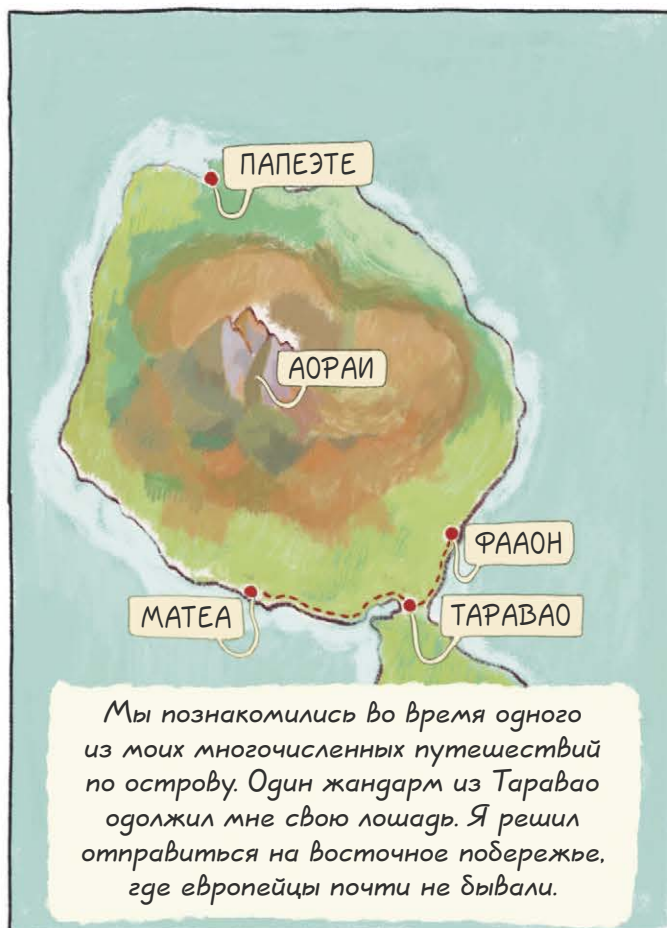 ПАПЕЭТЕ
АОРАИ
ФААОН
МАТЕА
ТАРАВАО
Мы познакомились во время одного
из моих многочисленных путешествий
по острову. Один жандарм из Таравао
одолжил мне свою лошадь. Я решил
отправиться на восточное побережье,
где европейцы почти не бывали.